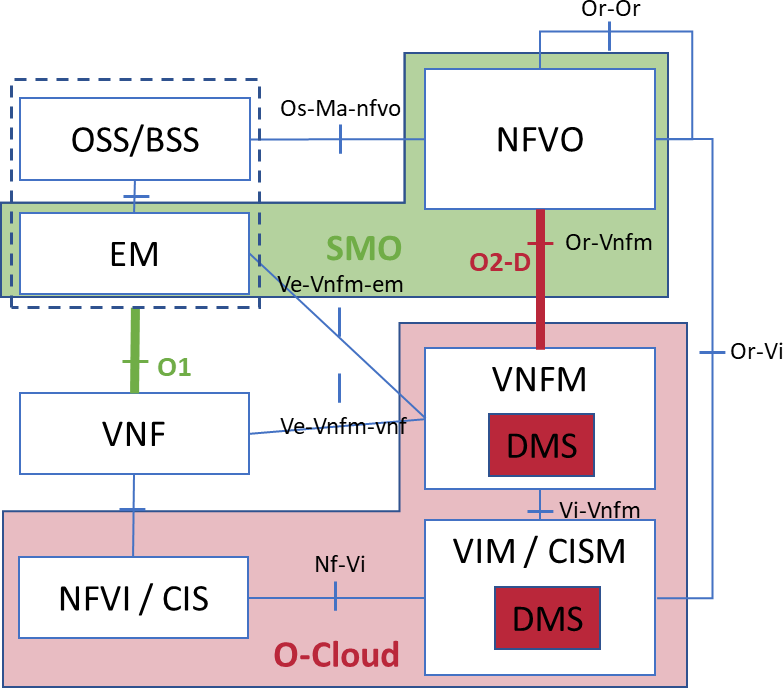 Or-Or
OSS/BSS
Os-Ma-nfvo
NFVO
EM
SMO
Or-Vnfm
O2-D
Ve-Vnfm-em
O1
Or-Vi
VNFM
VNF
Ve-Vnfm-vnf
DMS
Vi-Vnfm
VIM / CISM
Nf-Vi
NFVI / CIS
DMS
O-Cloud